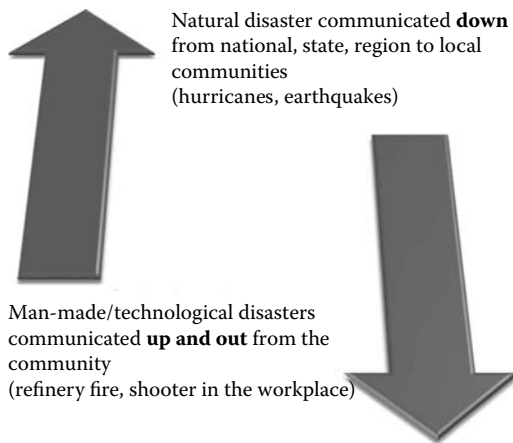 Natural disaster communicated down
from national, state, region to local
communities
(hurricanes, earthquakes)
Man-made/technological disasters
communicated up and out from the
community
(refinery fire, shooter in the workplace)